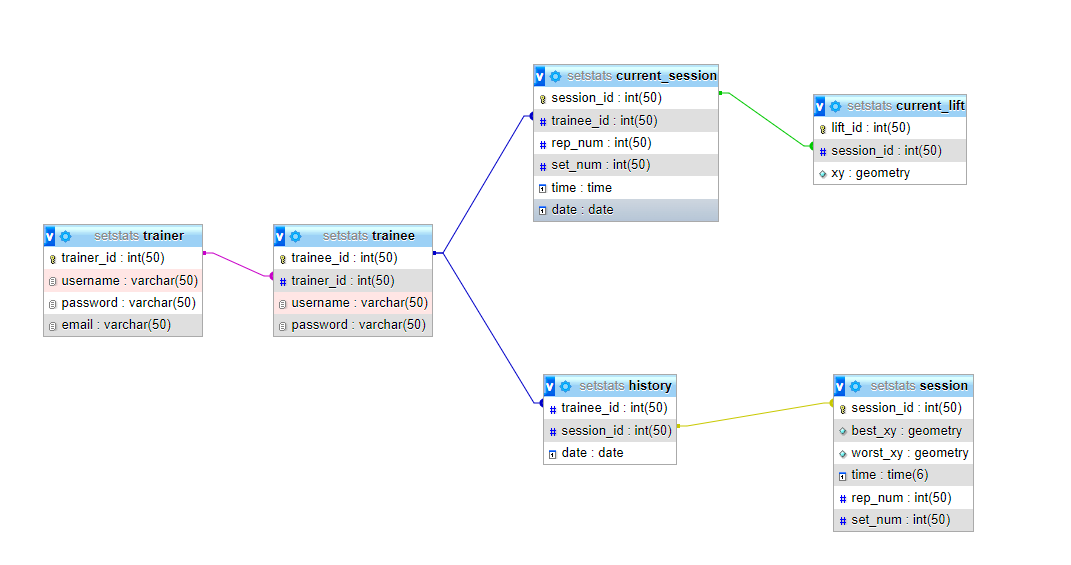 v setstats trainer
trainer_id : int(50)
username : varchar(50)
password : varchar(50)
email : varchar(50)
v setstats trainee
trainee_id : int(50)
# trainer_id : int(50)
username : varchar(50)
password : varchar(50)
v setstats current_session
session_id : int(50)
# trainee_id : int(50)
# rep_num : int(50)
# set_num : int(50)
time : time
date : date
v setstats current_lift
lift_id : int(50)
# session_id : int(50)
xy : geometry
v setstats history
# trainee_id : int(50)
# session_id : int(50)
date : date
v setstats session
session_id : int(50)
best_xy : geometry
worst_xy : geometry
time : time(6)
# rep_num : int(50)
# set_num : int(50)